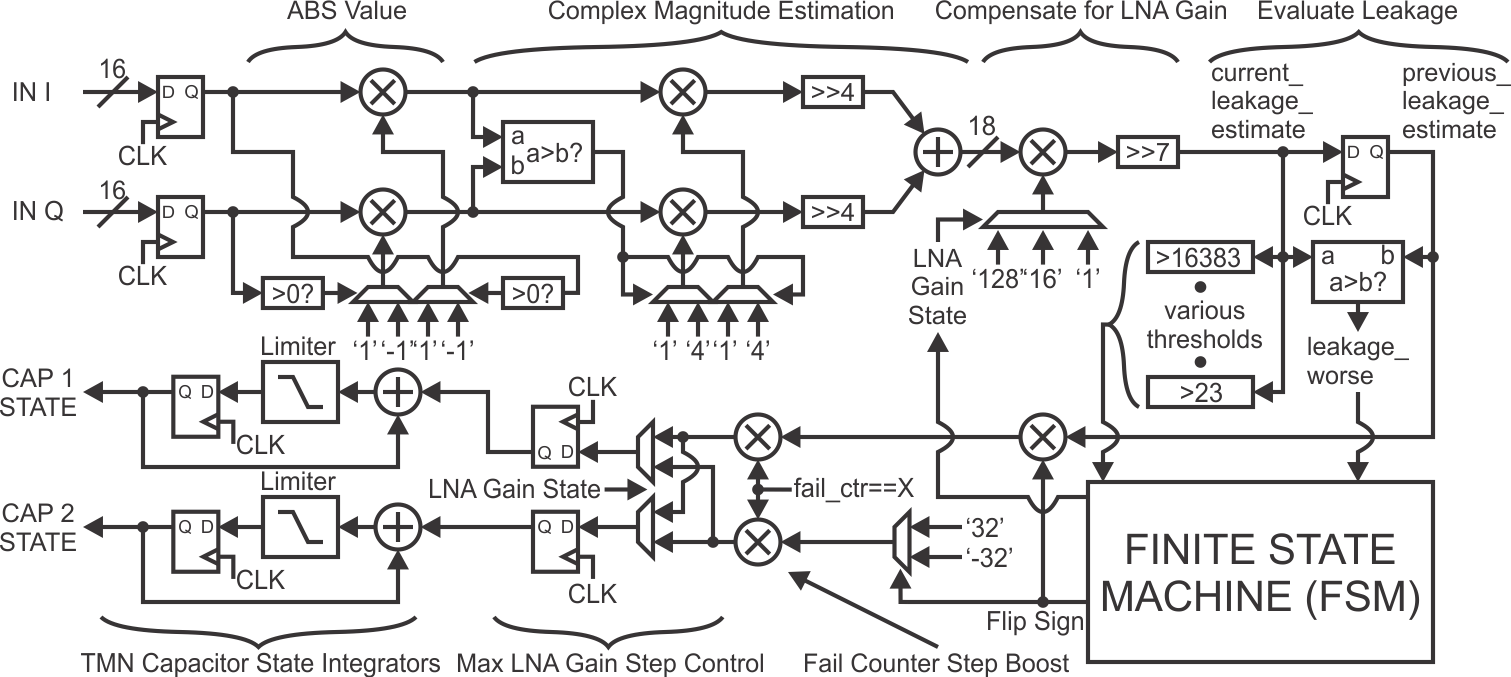 ABS Value
Complex Magnitude Estimation
Compensate for LNA Gain
Evaluate Leakage
IN I
16
D Q
CLK
IN Q
16
D Q
CLK
>0?
>0?
'1' '-1' '1' '-1'
a
b
a>b?
'1' '4' '1' '4'
>>4
>>4
18
>>7
LNA
Gain
State
'128' '16' '1'
current_
leakage_
estimate
previous_
leakage_
estimate
D Q
CLK
>16383
various
thresholds
>23
a b
a>b?
leakage_
worse
CAP 1
STATE
Q D
CLK
Limiter
Q D
CLK
LNA Gain State
fail_ctr==X
CAP 2
STATE
Q D
CLK
Limiter
Q D
CLK
'32'
'-32'
Flip Sign
FINITE STATE
MACHINE (FSM)
TMN Capacitor State Integrators
Max LNA Gain Step Control
Fail Counter Step Boost